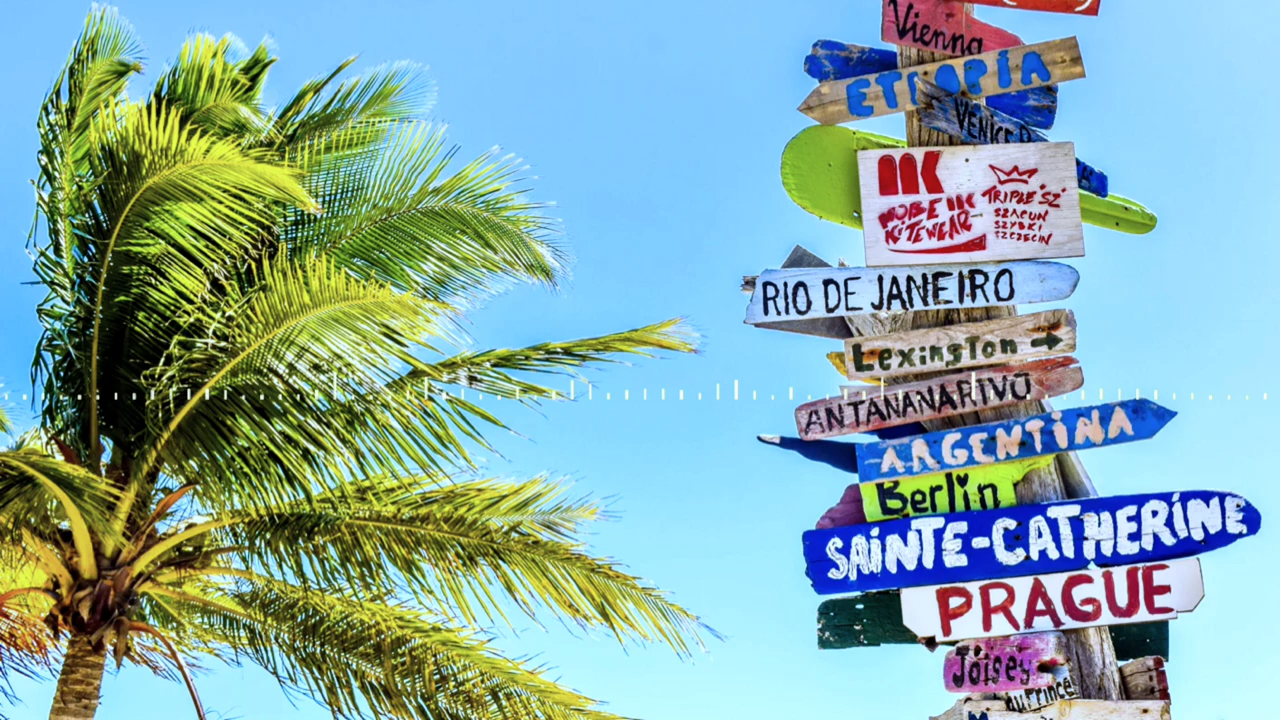 Vienna
ETIOPÍA
VENICE
MOBE
KITEWEAR
TRIPLE "SZ"
SZACUN
SZYBKI
SZCZECIN
RIO DE JANEIRO
Lexington →
ANTANANARIVO
ARGENTINA
Berlin
SAINTE-CATHERINE
PRAGUE
Joisey